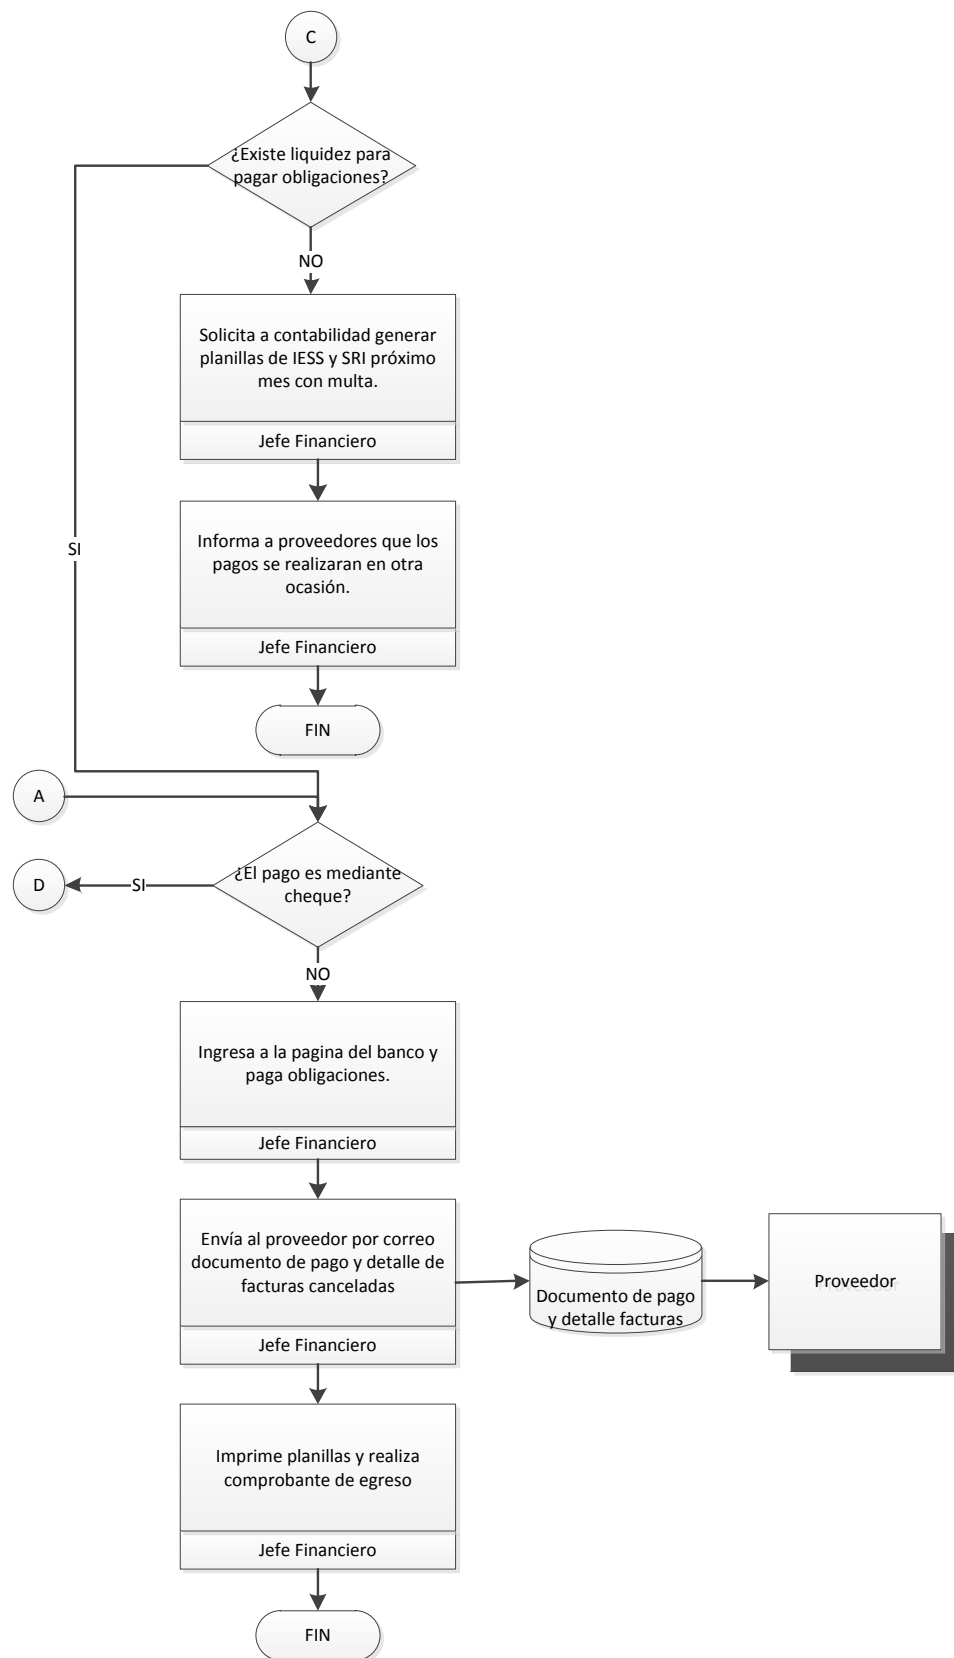 C
¿Existe liquidez para
pagar obligaciones?
NO
Solicita a contabilidad generar
planillas de IESS y SRI próximo
mes con multa.
Jefe Financiero
SI
Informa a proveedores que los
pagos se realizaran en otra
ocasión.
Jefe Financiero
FIN
A
¿El pago es mediante
cheque?
SI
D
NO
Ingresa a la pagina del banco y
paga obligaciones.
Jefe Financiero
Envía al proveedor por correo
documento de pago y detalle de
facturas canceladas
Jefe Financiero
Documento de pago
y detalle facturas
Proveedor
Imprime planillas y realiza
comprobante de egreso
Jefe Financiero
FIN